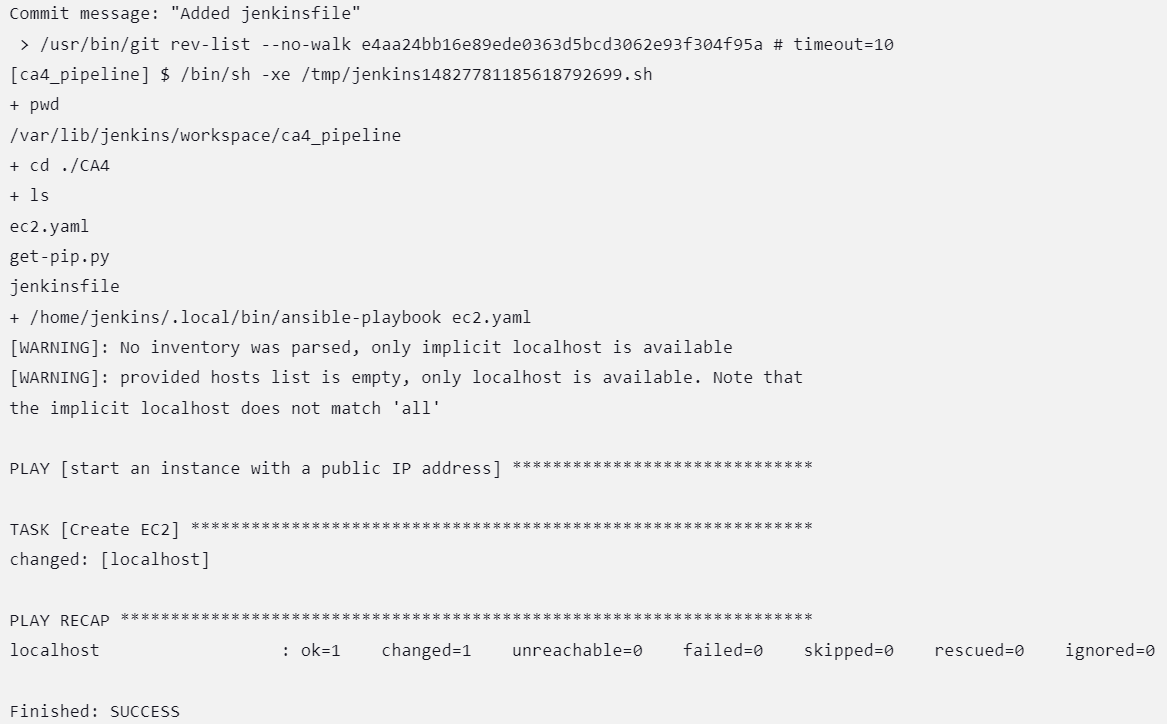 Commit message: "Added jenkinsfile"
> /usr/bin/git rev-list --no-walk e4aa24bb16e89ede0363d5bcd3062e93f304f95a # timeout=10
[ca4_pipeline] $ /bin/sh -xe /tmp/jenkins14827781185618792699.sh
+ pwd
/var/lib/jenkins/workspace/ca4_pipeline
+ cd ./CA4
+ ls
ec2.yaml
get-pip.py
jenkinsfile
+ /home/jenkins/.local/bin/ansible-playbook ec2.yaml
[WARNING]: No inventory was parsed, only implicit localhost is available
[WARNING]: provided hosts list is empty, only localhost is available. Note that
the implicit localhost does not match 'all'
PLAY [start an instance with a public IP address] ******************************
TASK [Create EC2] **************************************************************
changed: [localhost]
PLAY RECAP *********************************************************************
localhost                  : ok=1    changed=1    unreachable=0    failed=0    skipped=0    rescued=0    ignored=0
Finished: SUCCESS